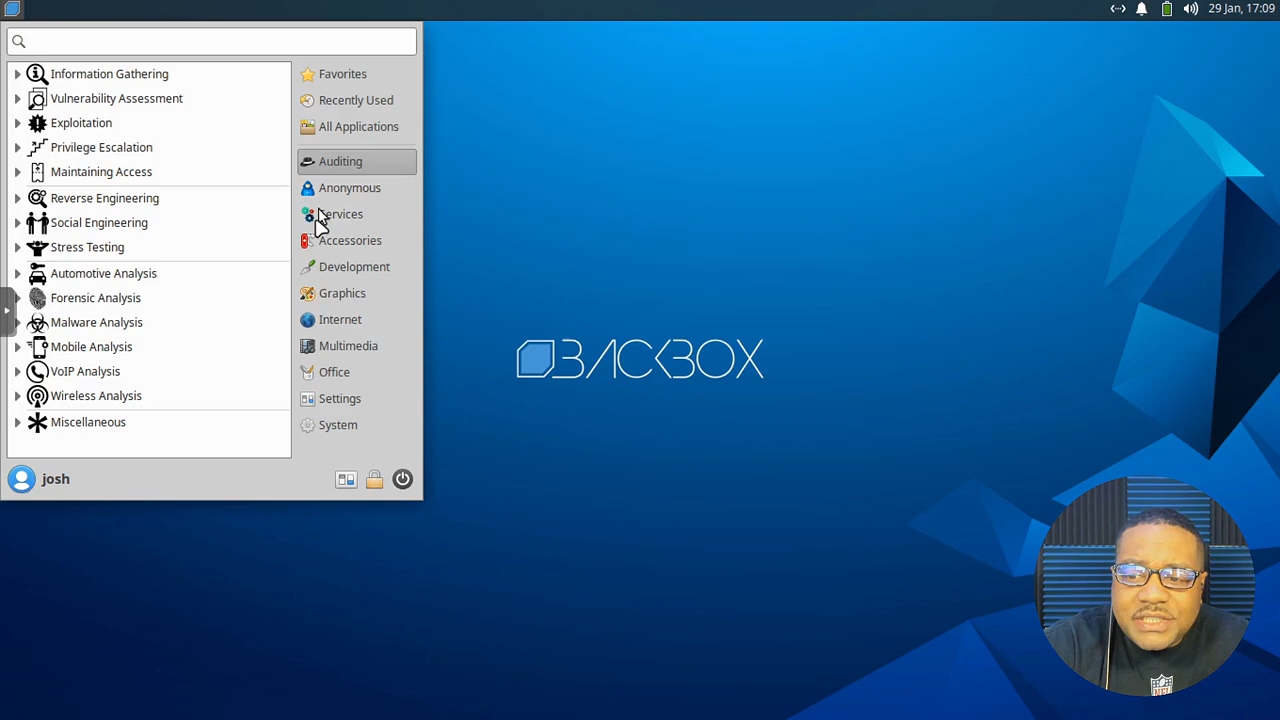 29 Jan, 17:09
Information Gathering
Vulnerability Assessment
Exploitation
Privilege Escalation
Maintaining Access
Reverse Engineering
Social Engineering
Stress Testing
Automotive Analysis
Forensic Analysis
Malware Analysis
Mobile Analysis
VoIP Analysis
Wireless Analysis
Miscellaneous
Favorites
Recently Used
All Applications
Auditing
Anonymous
Services
Accessories
Development
Graphics
Internet
Multimedia
Office
Settings
System
josh
BACKBOX
NFL